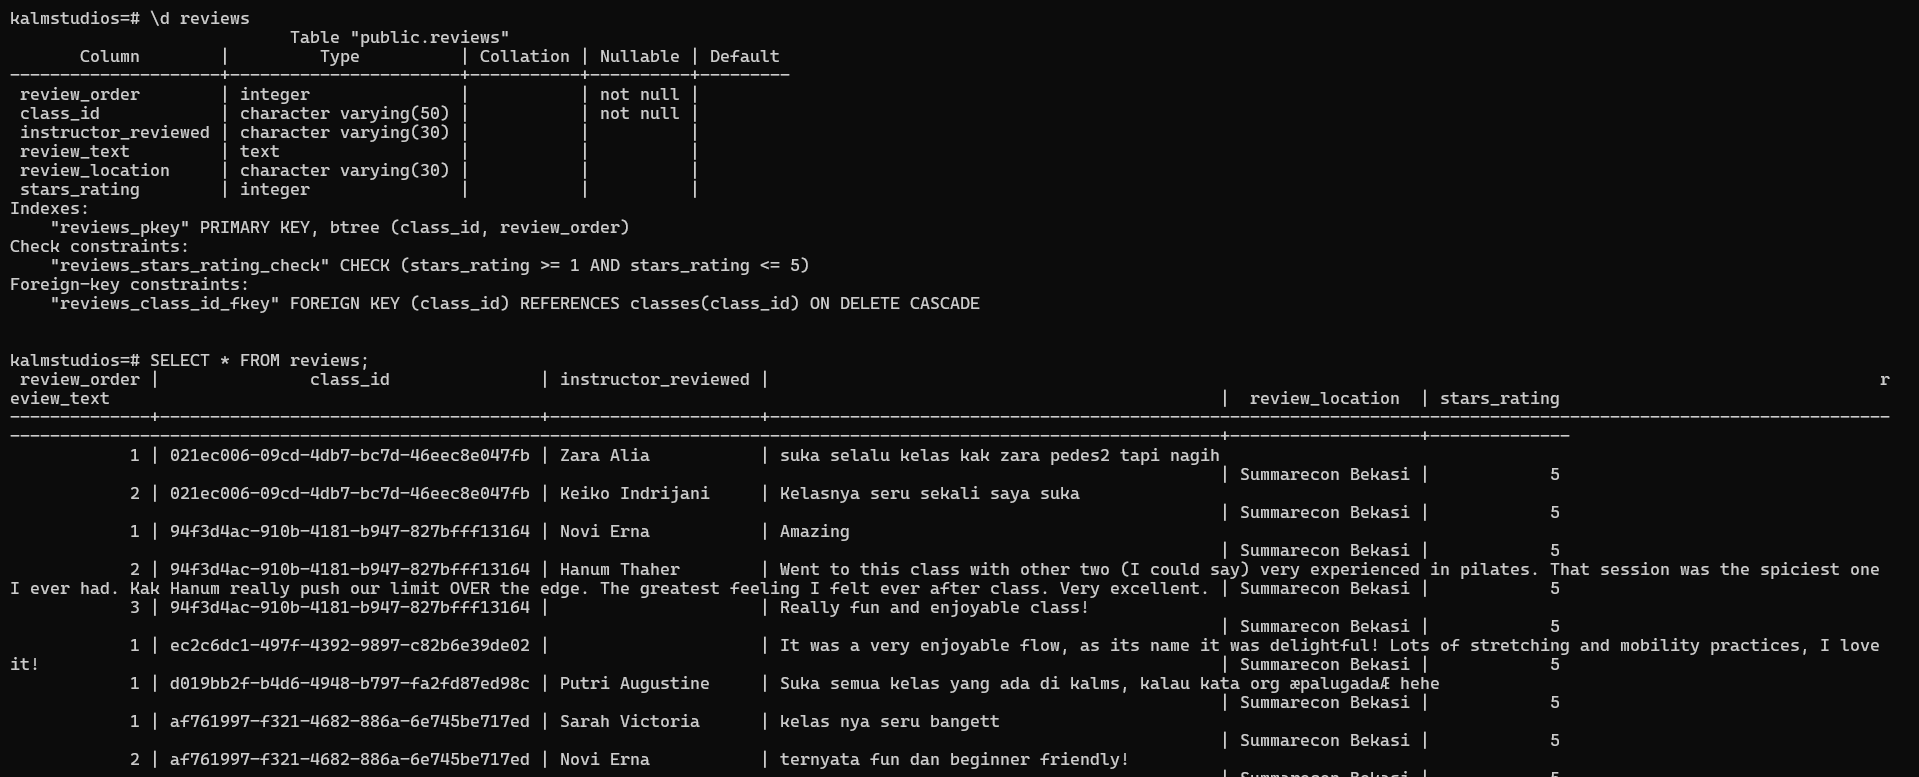 kalmstudios=# \d reviews
                            Table "public.reviews"
       Column        |         Type          | Collation | Nullable | Default
---------------------+-----------------------+-----------+----------+---------
 review_order        | integer               |           | not null |
 class_id            | character varying(50) |           | not null |
 instructor_reviewed | character varying(30) |           |          |
 review_text         | text                  |           |          |
 review_location     | character varying(30) |           |          |
 stars_rating        | integer               |           |          |
Indexes:
    "reviews_pkey" PRIMARY KEY, btree (class_id, review_order)
Check constraints:
    "reviews_stars_rating_check" CHECK (stars_rating >= 1 AND stars_rating <= 5)
Foreign-key constraints:
    "reviews_class_id_fkey" FOREIGN KEY (class_id) REFERENCES classes(class_id) ON DELETE CASCADE
kalmstudios=# SELECT * FROM reviews;
 review_order |               class_id               | instructor_reviewed | r
eview_text | review_location  | stars_rating
1 | 021ec006-09cd-4db7-bc7d-46eec8e047fb | Zara Alia | suka selalu kelas kak zara pedes2 tapi nagih
| Summarecon Bekasi | 5
2 | 021ec006-09cd-4db7-bc7d-46eec8e047fb | Keiko Indrijani | Kelasnya seru sekali saya suka
| Summarecon Bekasi | 5
1 | 94f3d4ac-910b-4181-b947-827bfff13164 | Novi Erna | Amazing
| Summarecon Bekasi | 5
2 | 94f3d4ac-910b-4181-b947-827bfff13164 | Hanum Thaher | Went to this class with other two (I could say) very experienced in pilates. That session was the spiciest one
I ever had. Kak Hanum really push our limit OVER the edge. The greatest feeling I felt ever after class. Very excellent. | Summarecon Bekasi | 5
3 | 94f3d4ac-910b-4181-b947-827bfff13164 | | Really fun and enjoyable class!
| Summarecon Bekasi | 5
1 | ec2c6dc1-497f-4392-9897-c82b6e39de02 | | It was a very enjoyable flow, as its name it was delightful! Lots of stretching and mobility practices, I love
it! | Summarecon Bekasi | 5
1 | d019bb2f-b4d6-4948-b797-fa2fd87ed98c | Putri Augustine | Suka semua kelas yang ada di kalms, kalau kata org æpalugadaÆ hehe
| Summarecon Bekasi | 5
1 | af761997-f321-4682-886a-6e745be717ed | Sarah Victoria | kelas nya seru bangett
| Summarecon Bekasi | 5
2 | af761997-f321-4682-886a-6e745be717ed | Novi Erna | ternyata fun dan beginner friendly!